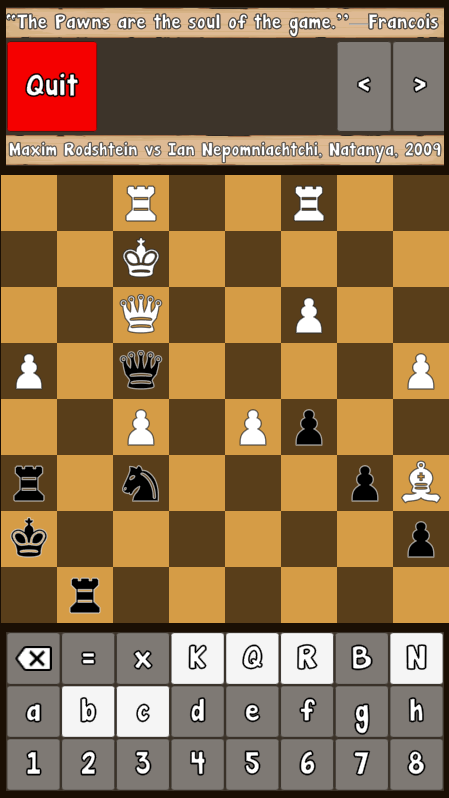 "The Pawns are the soul of the game." Francois
Quit < >
Maxim Rodshtein vs Ian Nepomniachtchi, Natanya, 2009
= x K Q R B N
a b c d e f g h
1 2 3 4 5 6 7 8